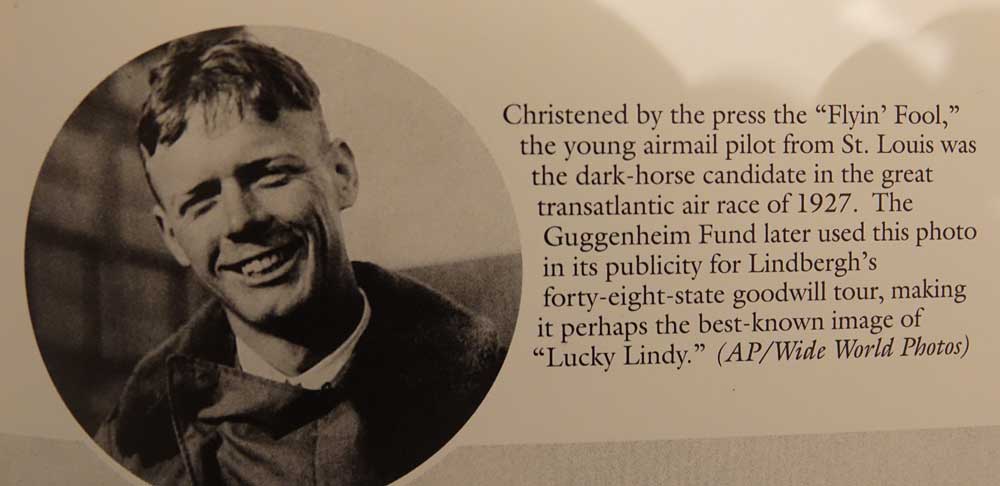 Christened by the press the “Flyin’ Fool,”
the young airmail pilot from St. Louis was
the dark-horse candidate in the great
transatlantic air race of 1927. The
Guggenheim Fund later used this photo
in its publicity for Lindbergh’s
forty-eight-state goodwill tour, making
it perhaps the best-known image of
“Lucky Lindy.” (AP/Wide World Photos)